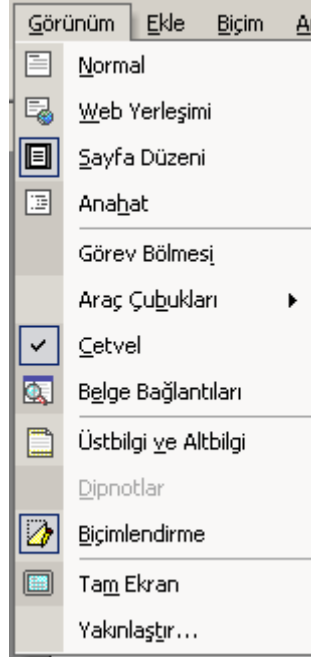 Görünüm Ekle Biçim
Normal
Web Yerleşimi
Sayfa Düzeni
Anahat
Görev Bölmesi
Araç Çubukları
Cetvel
Belge Bağlantıları
Üstbilgi ve Altbilgi
Dipnotlar
Biçimlendirme
Tam Ekran
Yakınlaştır...